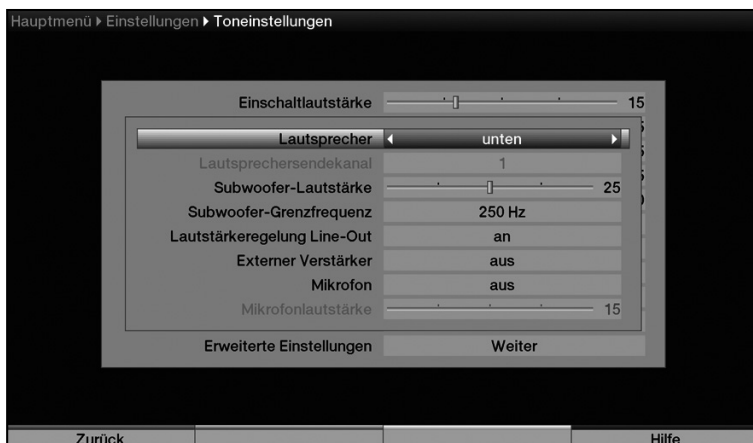 Hauptmenü ▸ Einstellungen ▸ Toneinstellungen
Einschaltlautstärke 15
Lautsprecher unten
Lautsprechersendekanal 1
Subwoofer-Lautstärke 25
Subwoofer-Grenzfrequenz 250 Hz
Lautstärkeregelung Line-Out an
Externer Verstärker aus
Mikrofon aus
Mikrofonlautstärke 15
Erweiterte Einstellungen Weiter
Zurück Hilfe